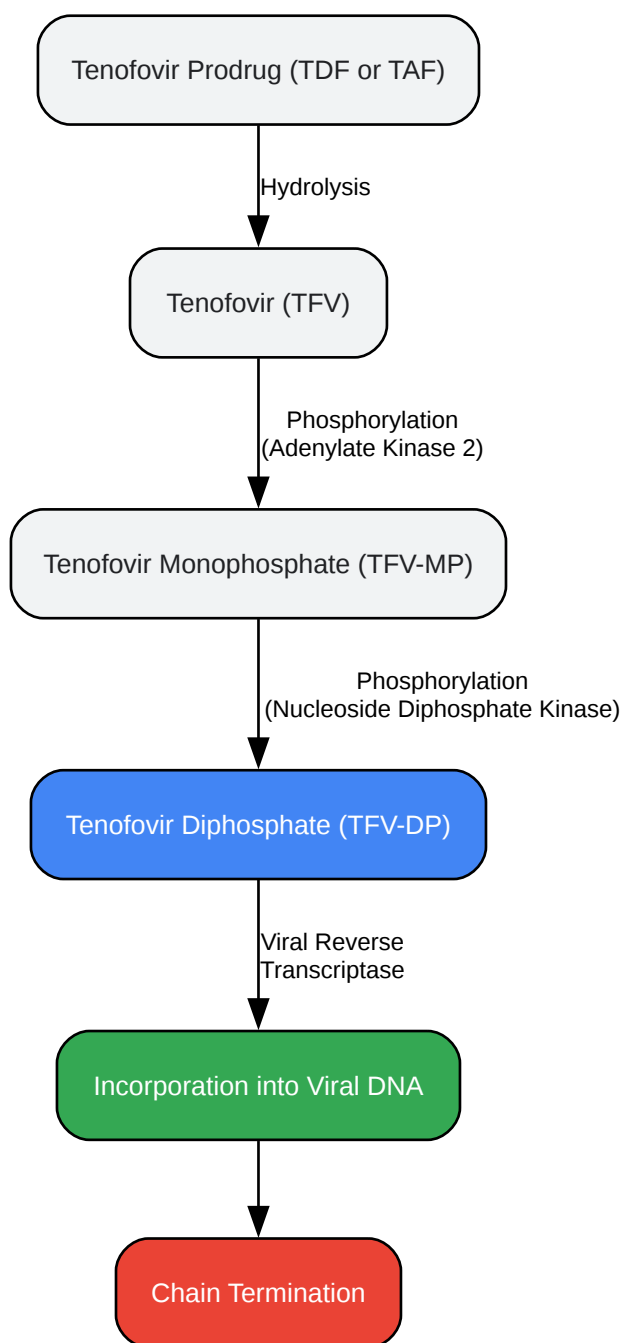 Tenofovir Prodrug (TDF or TAF)
Hydrolysis
Tenofovir (TFV)
Phosphorylation
(Adenylate Kinase 2)
Tenofovir Monophosphate (TFV-MP)
Phosphorylation
(Nucleoside Diphosphate Kinase)
Tenofovir Diphosphate (TFV-DP)
Viral Reverse
Transcriptase
Incorporation into Viral DNA
Chain Termination